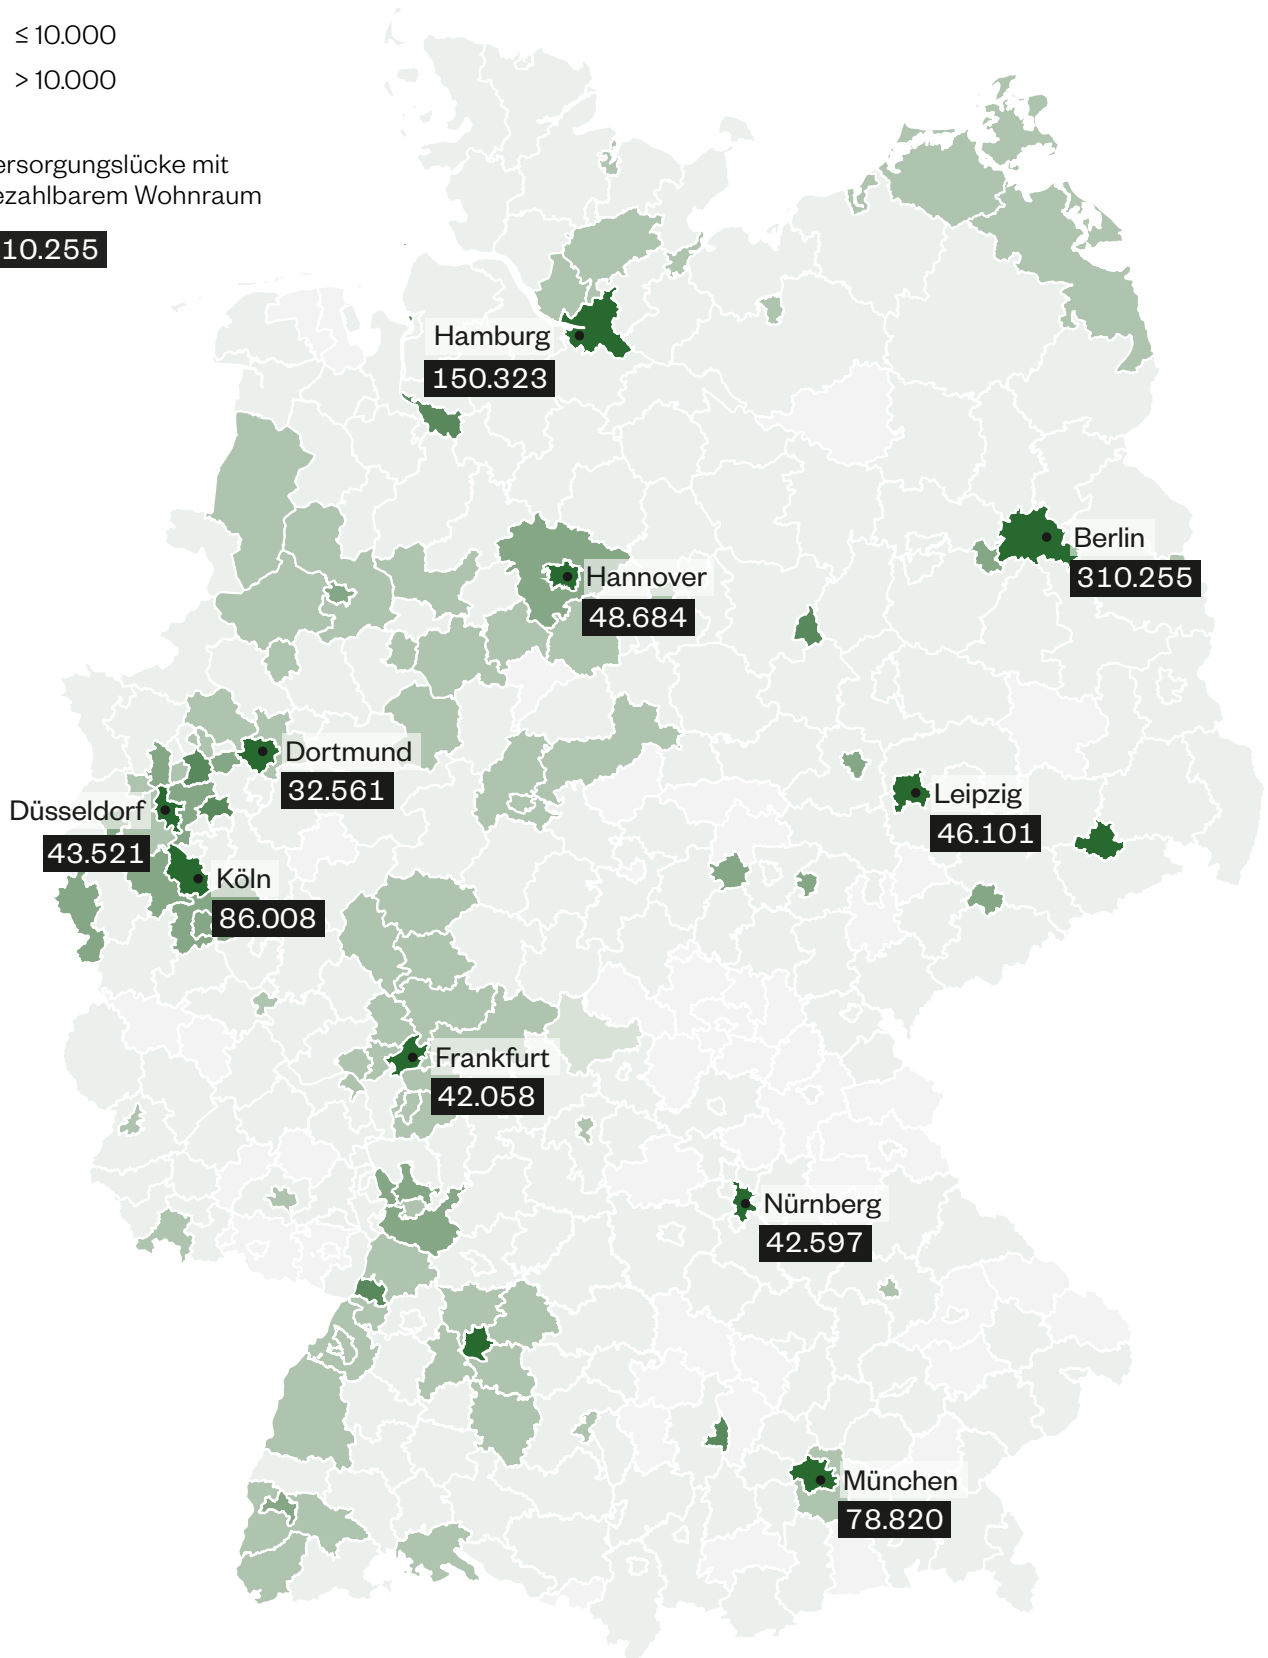 ≤ 10.000
> 10.000
ersorgungslücke mit
ezahlbarem Wohnraum
10.255
Hamburg
150.323
Berlin
310.255
Hannover
48.684
Dortmund
32.561
Düsseldorf
43.521
Leipzig
46.101
Köln
86.008
Frankfurt
42.058
Nürnberg
42.597
München
78.820